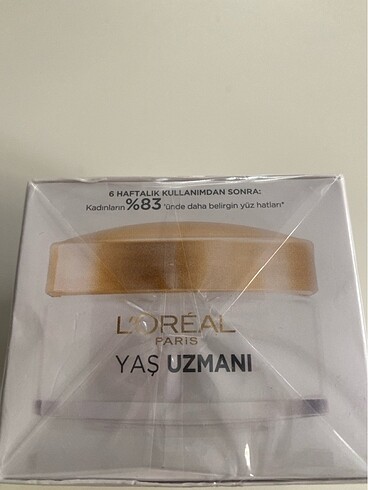 6 HAFTALIK KULLANIMDAN SONRA:
Kadınların %83 'ünde daha belirgin yüz hatları*
L'ORÉAL
PARIS
YAŞ UZMANI